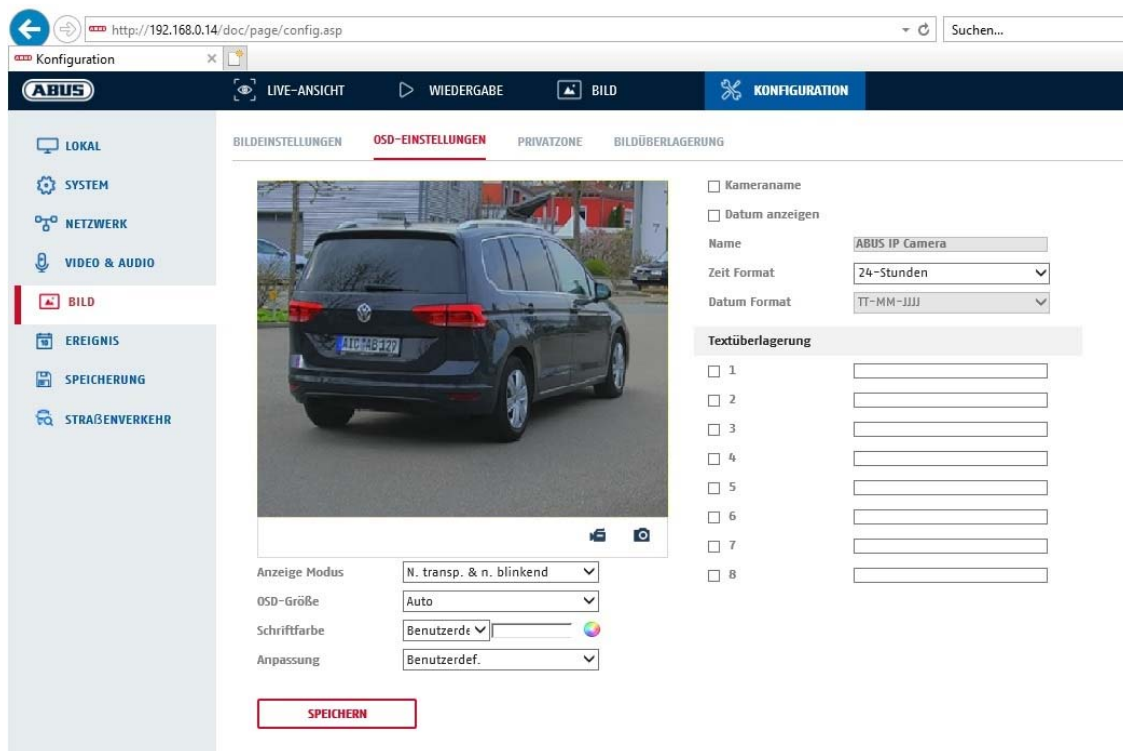 http://192.168.0.14/doc/page/config.asp
Suchen...
Konfiguration
ABUS
LIVE-ANSICHT
WIEDERGABE
BILD
KONFIGURATION
LOKAL
SYSTEM
NETZWERK
VIDEO & AUDIO
BILD
EREIGNIS
SPEICHERUNG
STRAßENVERKEHR
BILDEINSTELLUNGEN
OSD-EINSTELLUNGEN
PRIVATZONE
BILDÜBERLAGERUNG
Anzeige Modus
N. transp. & n. blinkend
OSD-Größe
Auto
Schriftfarbe
Benutzerde
Anpassung
Benutzerdef.
SPEICHERN
Kameraname
Datum anzeigen
Name
ABUS IP Camera
Zeit Format
24-Stunden
Datum Format
TT-MM-JJJJ
Textüberlagerung
1
2
3
4
5
6
7
8